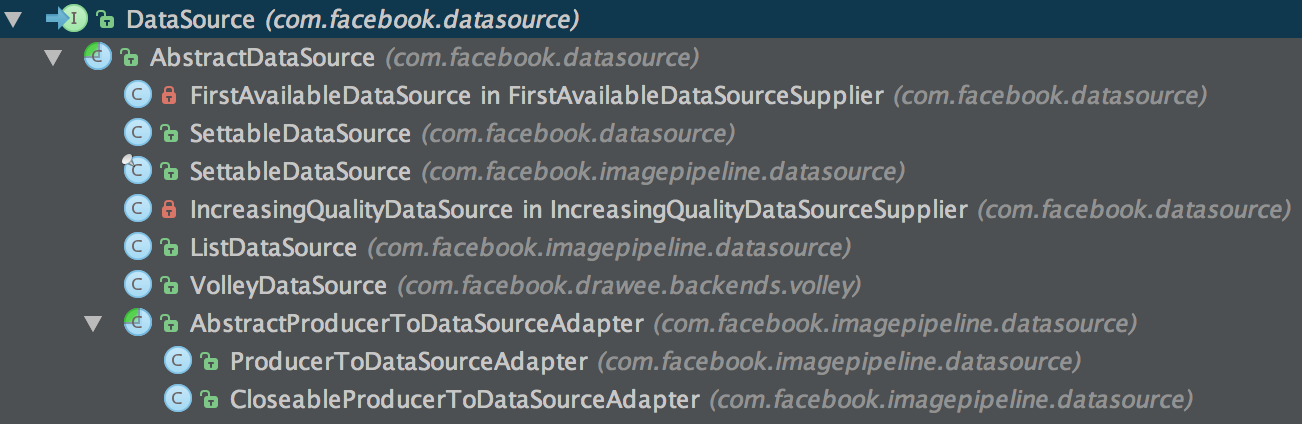 DataSource (com.facebook.datasource)
AbstractDataSource (com.facebook.datasource)
FirstAvailableDataSource in FirstAvailableDataSourceSupplier (com.facebook.datasource)
SettableDataSource (com.facebook.datasource)
SettableDataSource (com.facebook.imagepipeline.datasource)
IncreasingQualityDataSource in IncreasingQualityDataSourceSupplier (com.facebook.datasource)
ListDataSource (com.facebook.imagepipeline.datasource)
VolleyDataSource (com.facebook.drawee.backends.volley)
AbstractProducerToDataSourceAdapter (com.facebook.imagepipeline.datasource)
ProducerToDataSourceAdapter (com.facebook.imagepipeline.datasource)
CloseableProducerToDataSourceAdapter (com.facebook.imagepipeline.datasource)